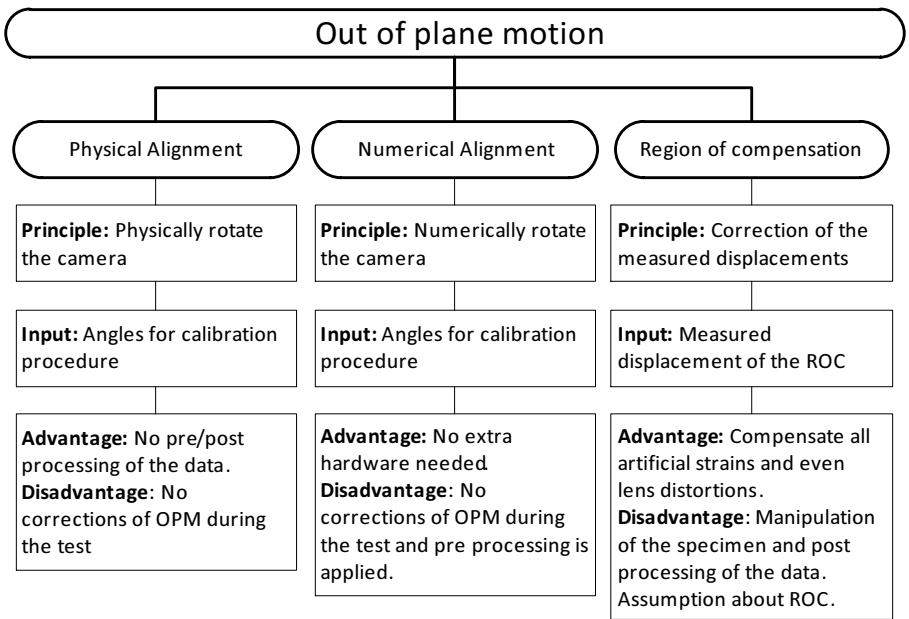 Out of plane motion
Physical Alignment
Principle: Physically rotate
the camera
Input: Angles for calibration
procedure
Advantage: No pre/post
processing of the data.
Disadvantage: No
corrections of OPM during
the test
Numerical Alignment
Principle: Numerically rotate
the camera
Input: Angles for calibration
procedure
Advantage: No extra
hardware needed.
Disadvantage: No
corrections of OPM during
the test and pre processing is
applied.
Region of compensation
Principle: Correction of the
measured displacements
Input: Measured
displacement of the ROC
Advantage: Compensate all
artificial strains and even
lens distortions.
Disadvantage: Manipulation
of the specimen and post
processing of the data.
Assumption about ROC.